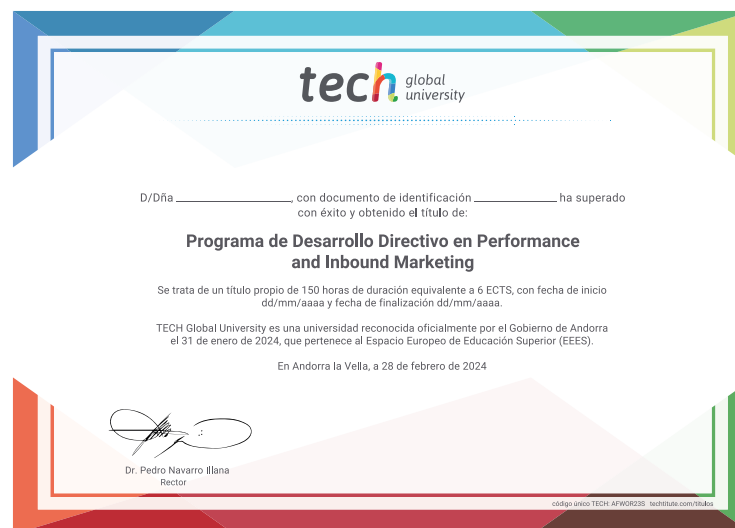 tech global university
D/Dña ____________, con documento de identificación ____________ ha superado
con éxito y obtenido el título de:
Programa de Desarrollo Directivo en Performance
and Inbound Marketing
Se trata de un título propio de 150 horas de duración equivalente a 6 ECTS, con fecha de inicio
dd/mm/aaaa y fecha de finalización dd/mm/aaaa.
TECH Global University es una universidad reconocida oficialmente por el Gobierno de Andorra
el 31 de enero de 2024, que pertenece al Espacio Europeo de Educación Superior (EEES).
En Andorra la Vella, a 28 de febrero de 2024
Dr. Pedro Navarro Illana
Rector
código único TECH: AFWOR23S techtitute.com/títulos